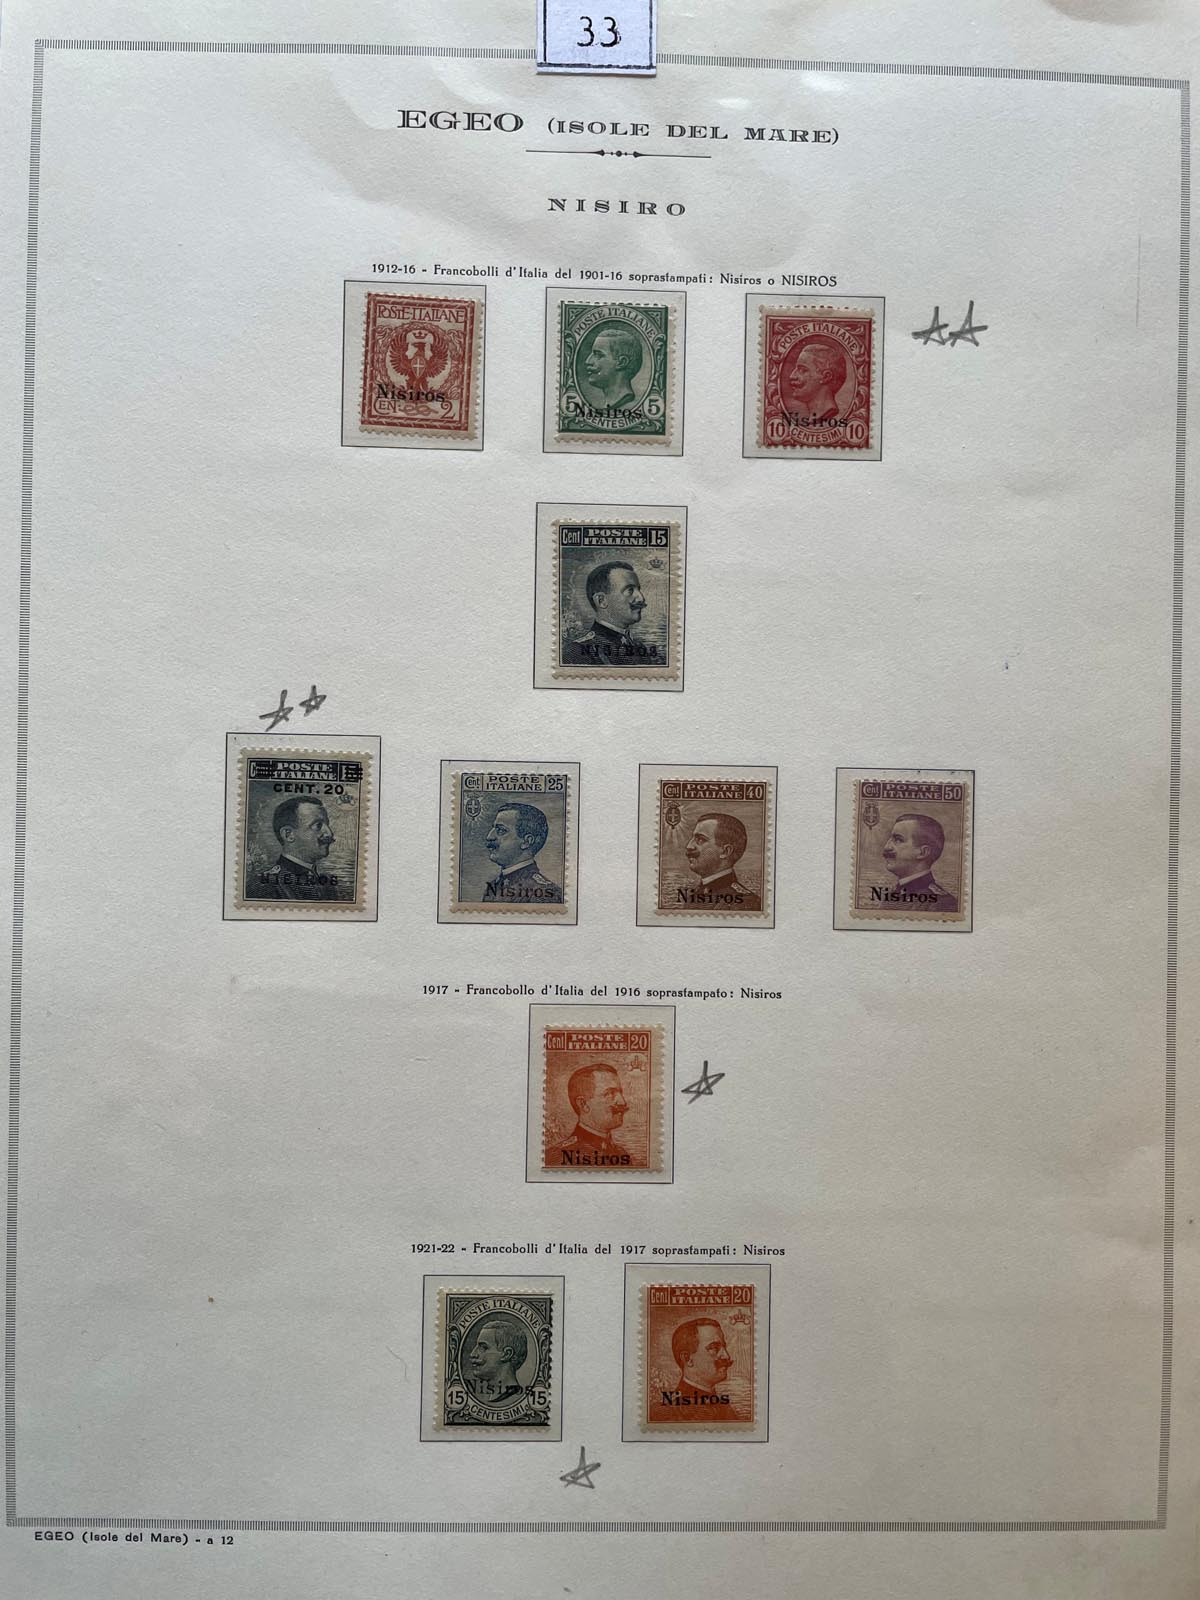 33
EGEO (ISOLE DEL MARE)
NISIRO
1912-16 - Francobolli d'Italia del 1901-16 soprastampati: Nisiros o NISIROS
POSTE·ITALIANE
Nisiros
CEN: 2
POSTE ITALIANE
5 Nisiros 5
CENTESIMI
POSTE ITALIANE
Nisiros
10 CENTESIMI 10
Cent POSTE ITALIANE 15
NISIROS
POSTE ITALIANE
CENT. 20
NISIROS
Cent POSTE ITALIANE 25
Nisiros
Cent POSTE ITALIANE 40
Nisiros
Cent POSTE ITALIANE 50
Nisiros
1917 - Francobollo d'Italia del 1916 soprastampato: Nisiros
Cent POSTE ITALIANE 20
Nisiros
1921-22 - Francobolli d'Italia del 1917 soprastampati: Nisiros
POSTE ITALIANE
Nisiros
15 CENTESIMI 15
Cent POSTE ITALIANE 20
Nisiros
EGEO (Isole del Mare) - a 12